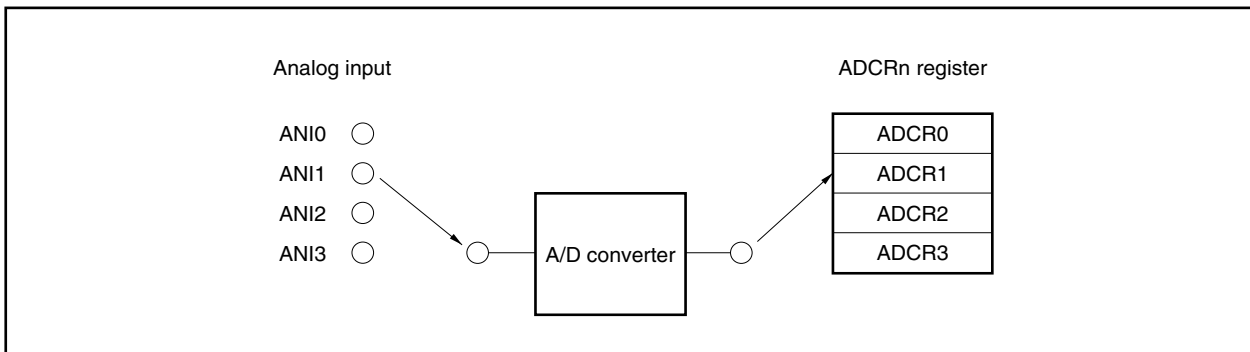 Analog input
ADCRn register
ANI0
ANI1
ANI2
ANI3
A/D converter
ADCR0
ADCR1
ADCR2
ADCR3